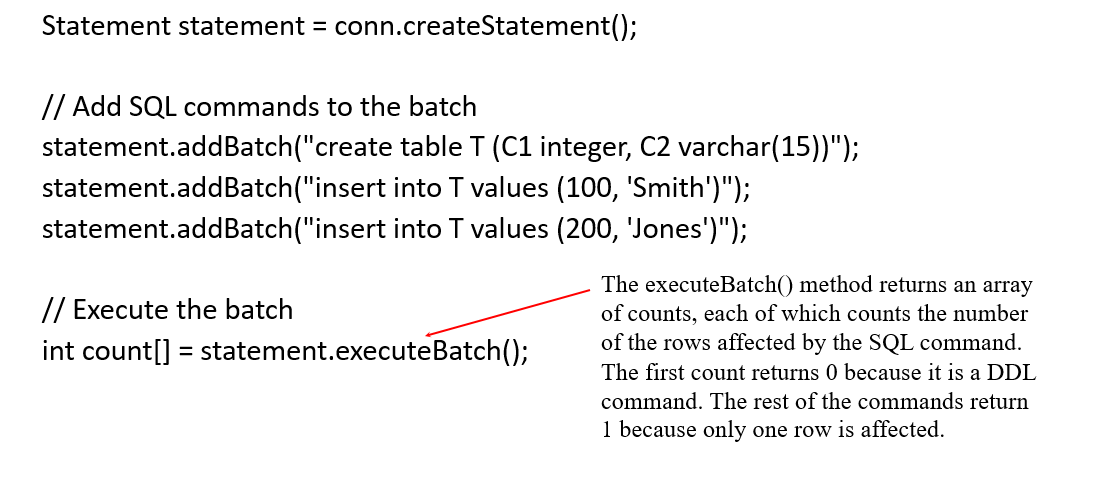 Statement statement = conn.createStatement();
// Add SQL commands to the batch
statement.addBatch("create table T (C1 integer, C2 varchar(15))");
statement.addBatch("insert into T values (100, 'Smith')");
statement.addBatch("insert into T values (200, 'Jones')");
// Execute the batch
int count[] = statement.executeBatch();
The executeBatch() method returns an array
of counts, each of which counts the number
of the rows affected by the SQL command.
The first count returns 0 because it is a DDL
command. The rest of the commands return
1 because only one row is affected.